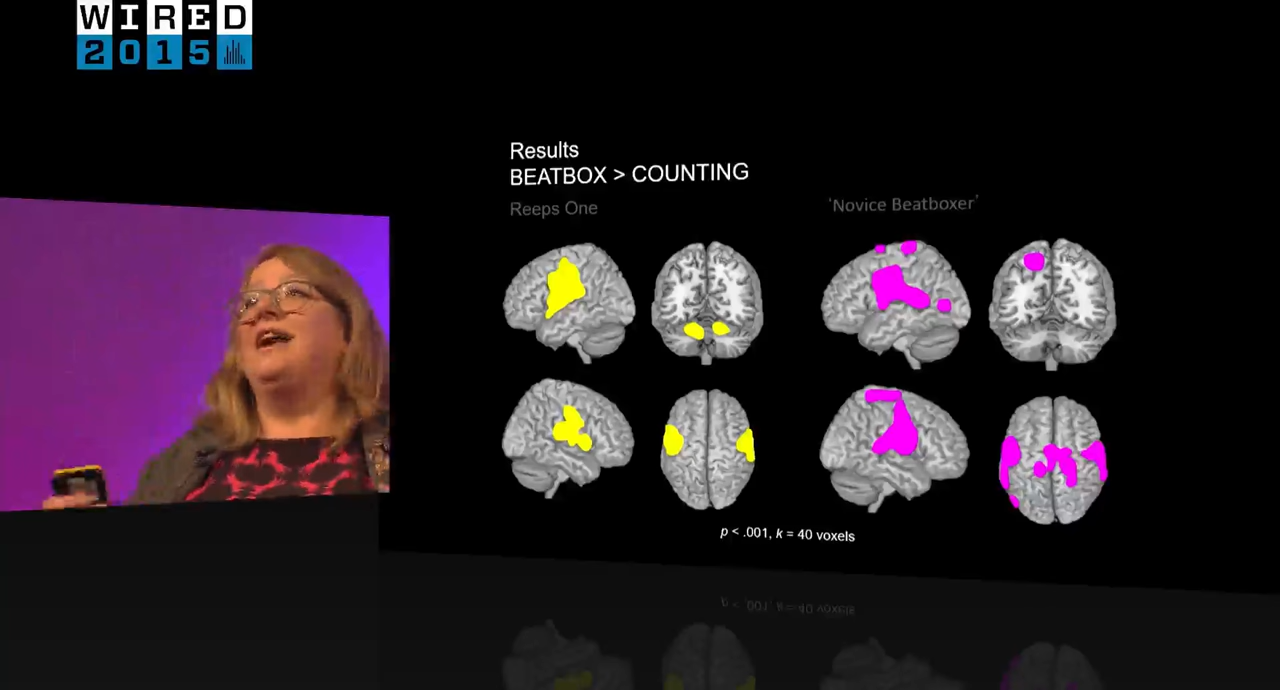 WIRED
2015
Results
BEATBOX > COUNTING
Reeps One
'Novice Beatboxer'
p < .001, k = 40 voxels